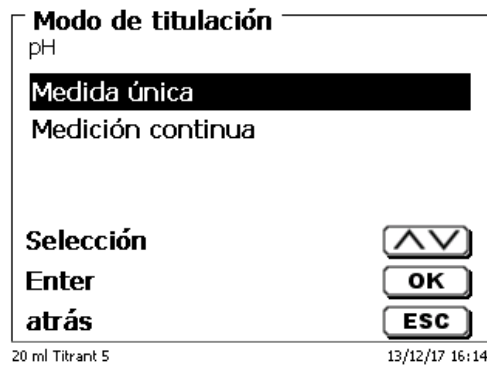 Modo de titulación
pH
Medida única
Medición continua
Selección
Enter OK
atrás ESC
20 ml Titrant 5 13/12/17 16:14